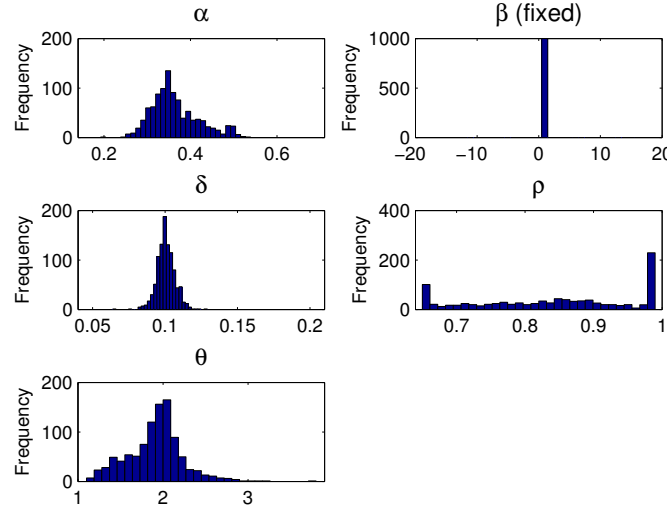 α
Frequency
200
100
0
0.2 0.4 0.6
β (fixed)
Frequency
1000
500
0
−20 −10 0 10 20
δ
Frequency
200
100
0
0.05 0.1 0.15 0.2
ρ
Frequency
400
200
0
0.7 0.8 0.9 1
θ
Frequency
200
100
0
1 2 3